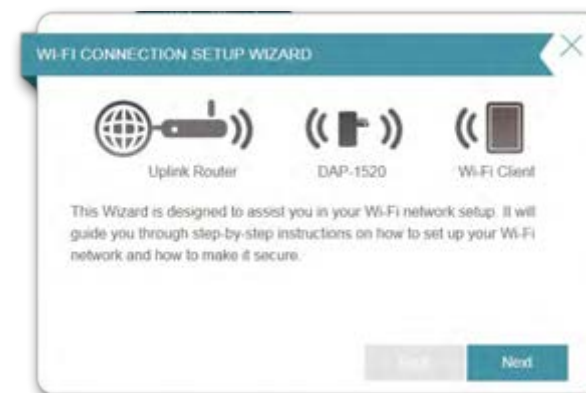 WI-FI CONNECTION SETUP WIZARD
Uplink Router
DAP-1520
Wi-Fi Client
This Wizard is designed to assist you in your Wi-Fi network setup. It will
guide you through step-by-step instructions on how to set up your Wi-Fi
network and how to make it secure.
Next